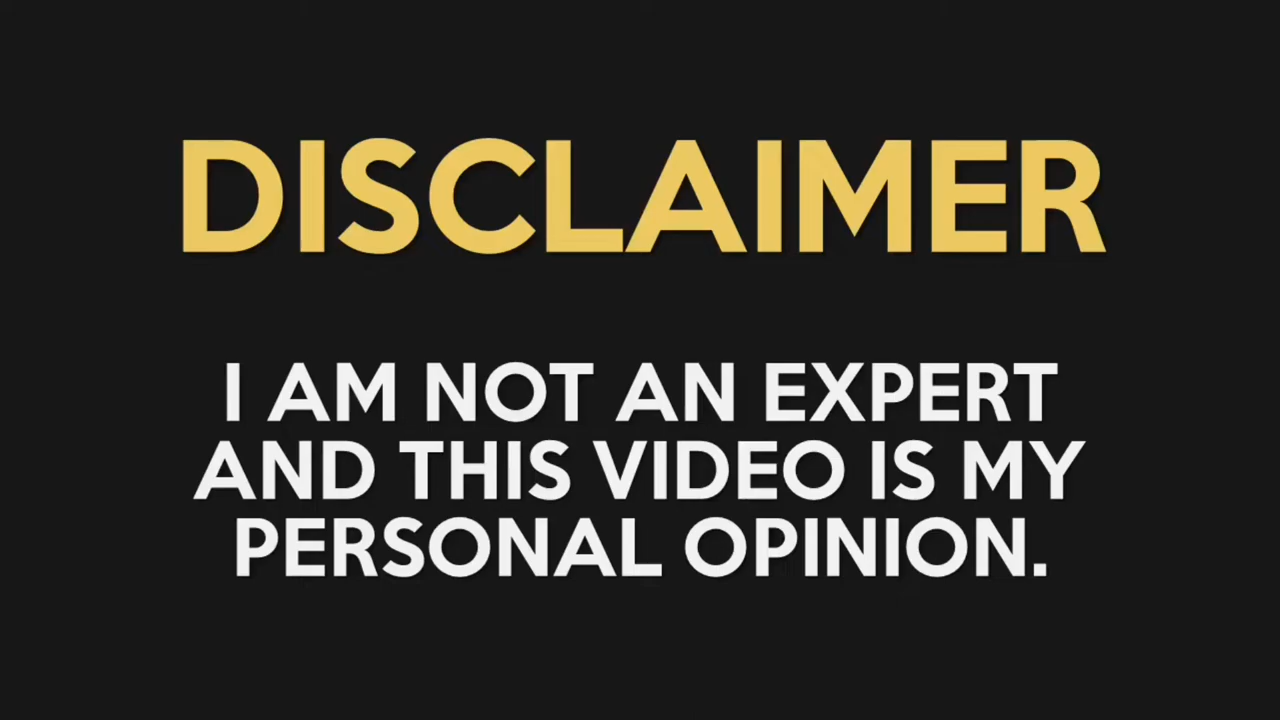 DISCLAIMER
I AM NOT AN EXPERT
AND THIS VIDEO IS MY
PERSONAL OPINION.